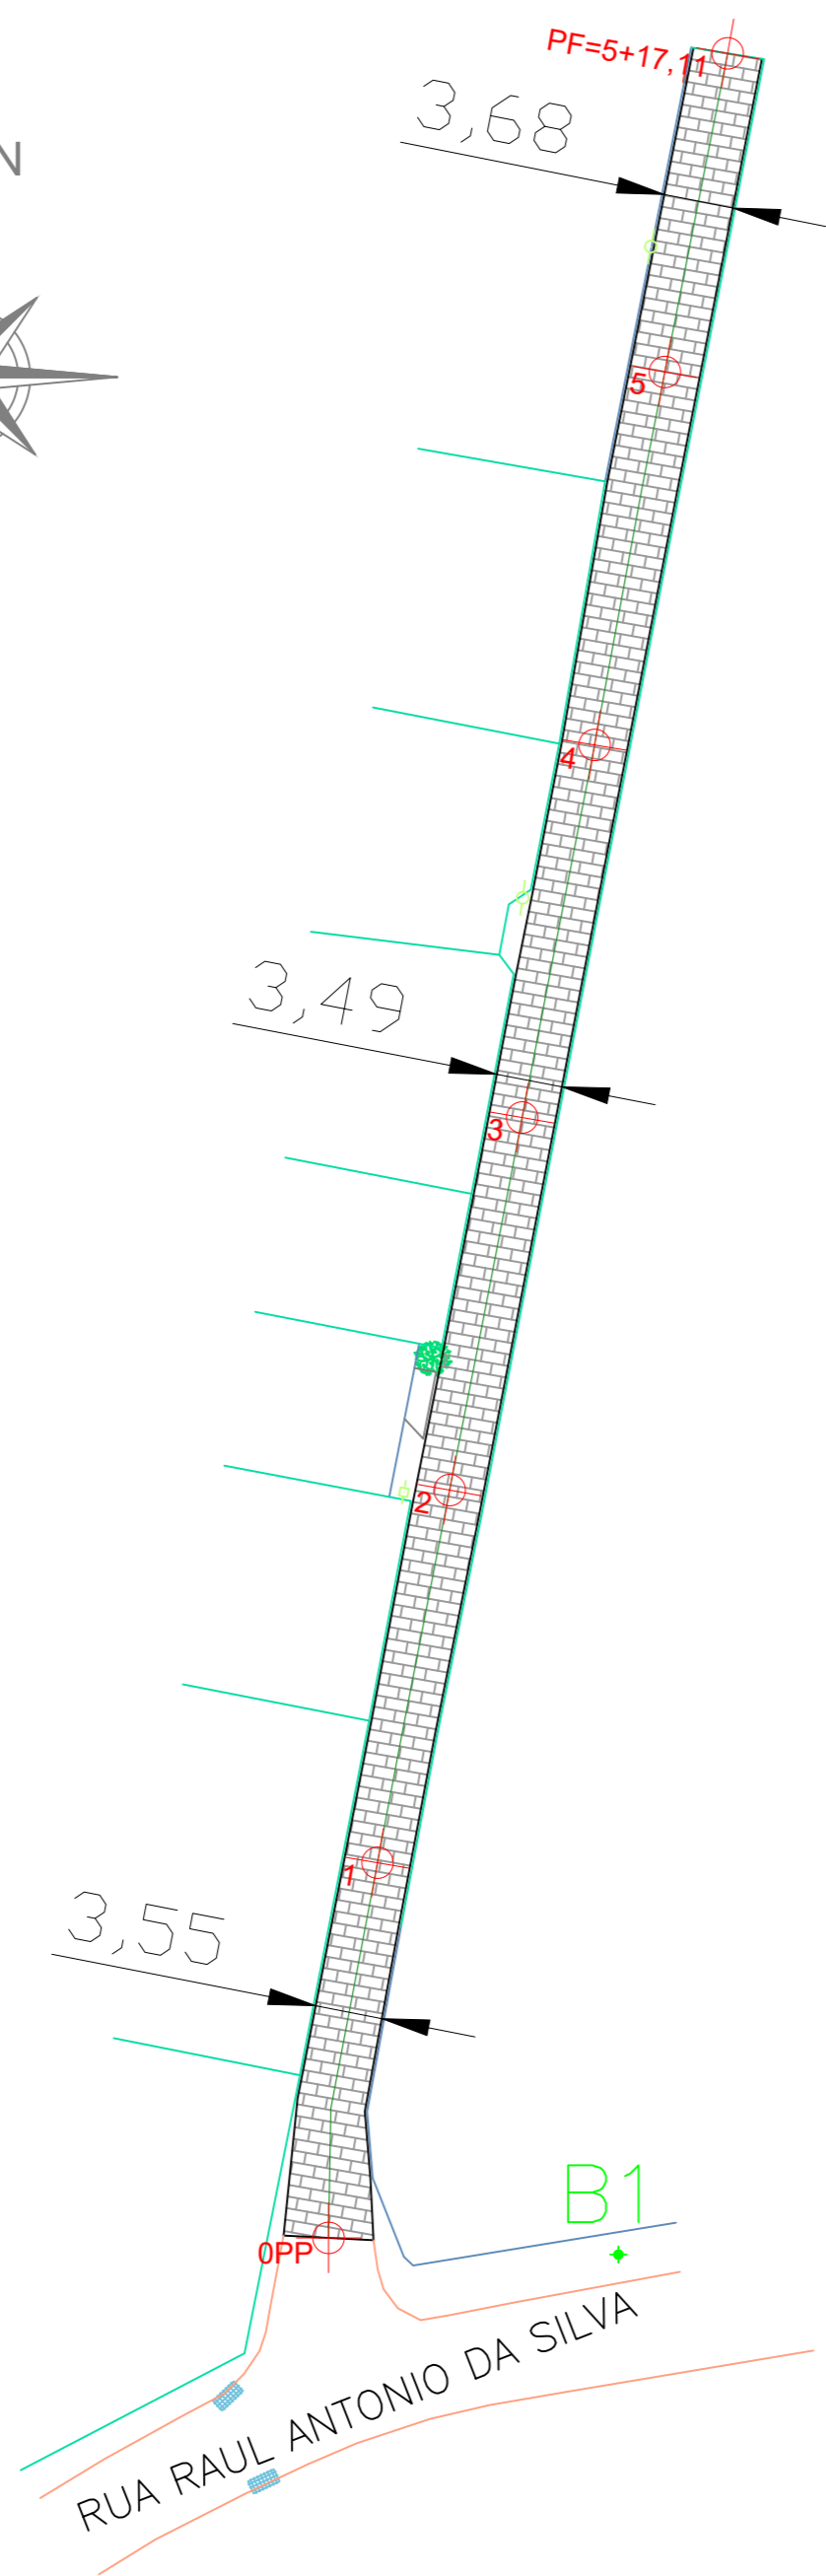 PF=5+17,11
3,68
N
5
4
3,49
3
2
1
3,55
B1
0PP
RUA RAUL ANTONIO DA SILVA